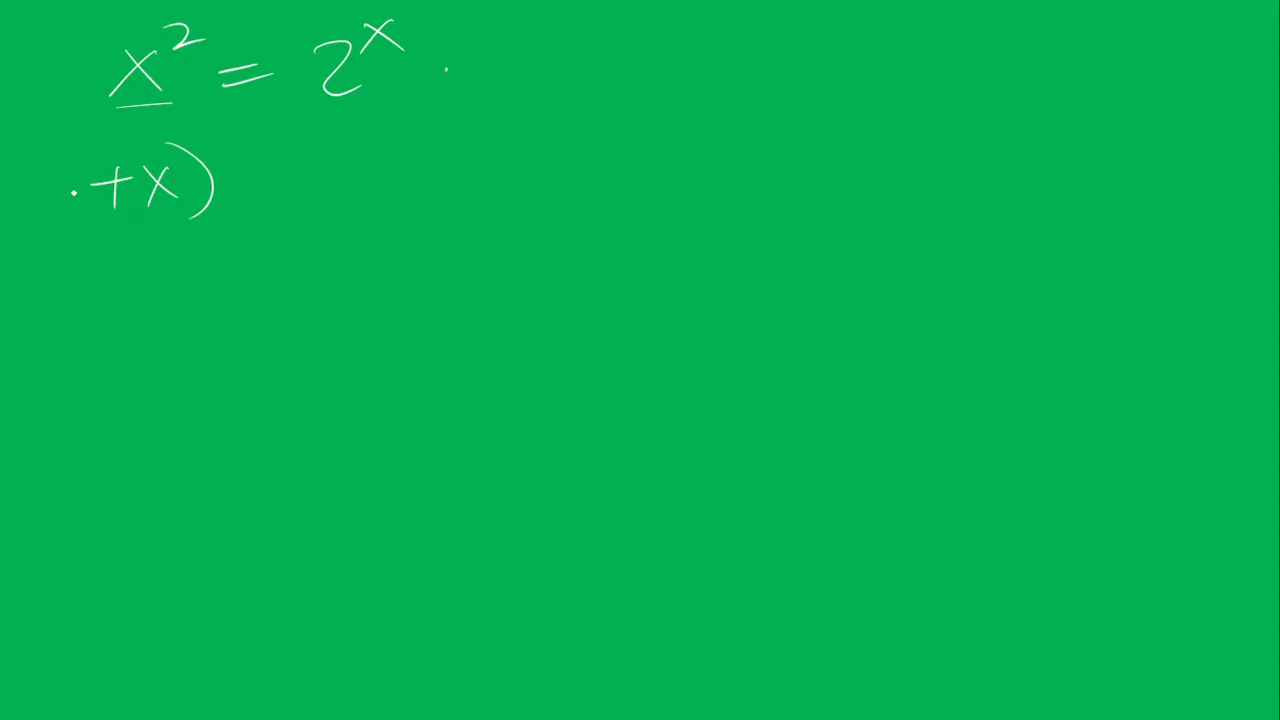 x² = 2ˣ .
. +x)